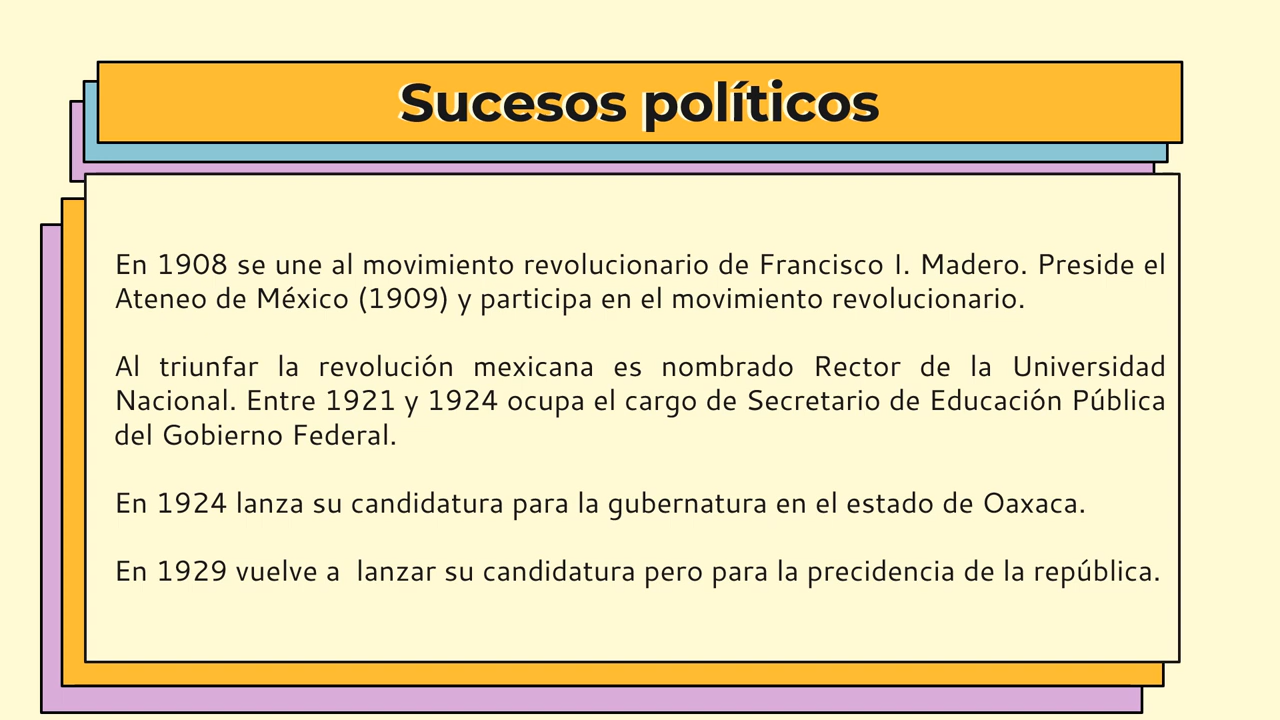 Sucesos políticos
En 1908 se une al movimiento revolucionario de Francisco I. Madero. Preside el
Ateneo de México (1909) y participa en el movimiento revolucionario.
Al triunfar la revolución mexicana es nombrado Rector de la Universidad
Nacional. Entre 1921 y 1924 ocupa el cargo de Secretario de Educación Pública
del Gobierno Federal.
En 1924 lanza su candidatura para la gubernatura en el estado de Oaxaca.
En 1929 vuelve a  lanzar su candidatura pero para la precidencia de la república.